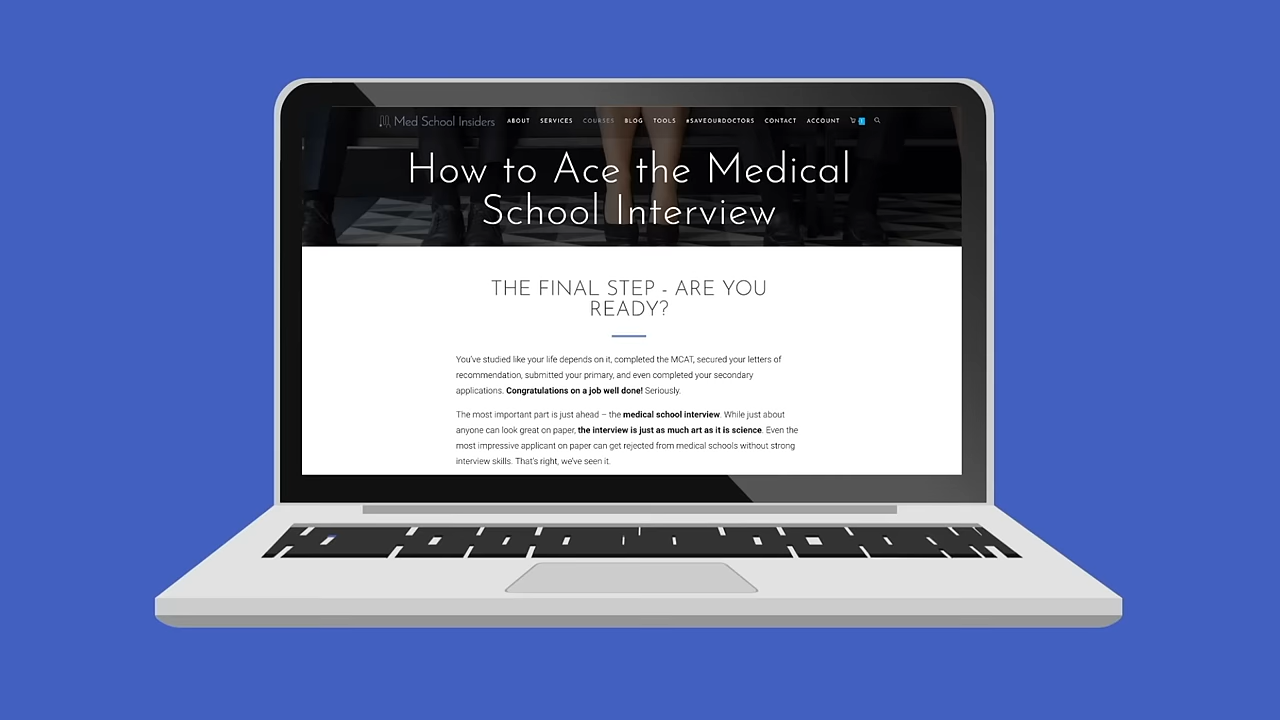 Med School Insiders ABOUT SERVICES COURSES BLOG TOOLS #SAVEOURDOCTORS CONTACT ACCOUNT
How to Ace the Medical
School Interview
THE FINAL STEP - ARE YOU
READY?
You've studied like your life depends on it, completed the MCAT, secured your letters of
recommendation, submitted your primary, and even completed your secondary
applications. Congratulations on a job well done! Seriously.
The most important part is just ahead – the medical school interview. While just about
anyone can look great on paper, the interview is just as much art as it is science. Even the
most impressive applicant on paper can get rejected from medical schools without strong
interview skills. That's right, we've seen it.